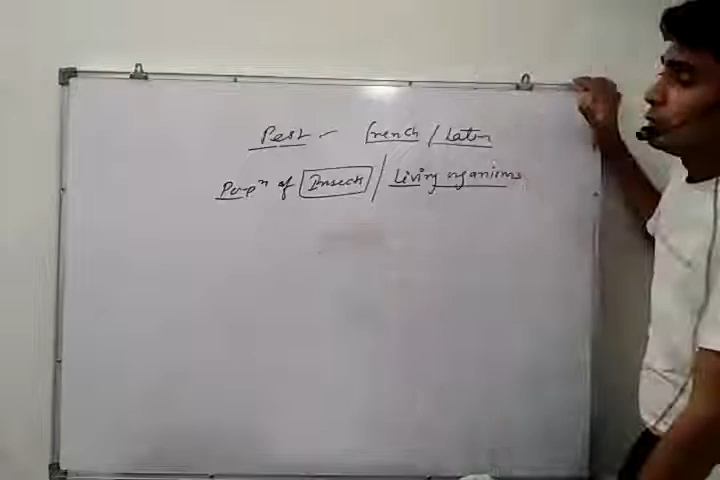 Pest - French / Latin
Popⁿ of Insects / Living organisms